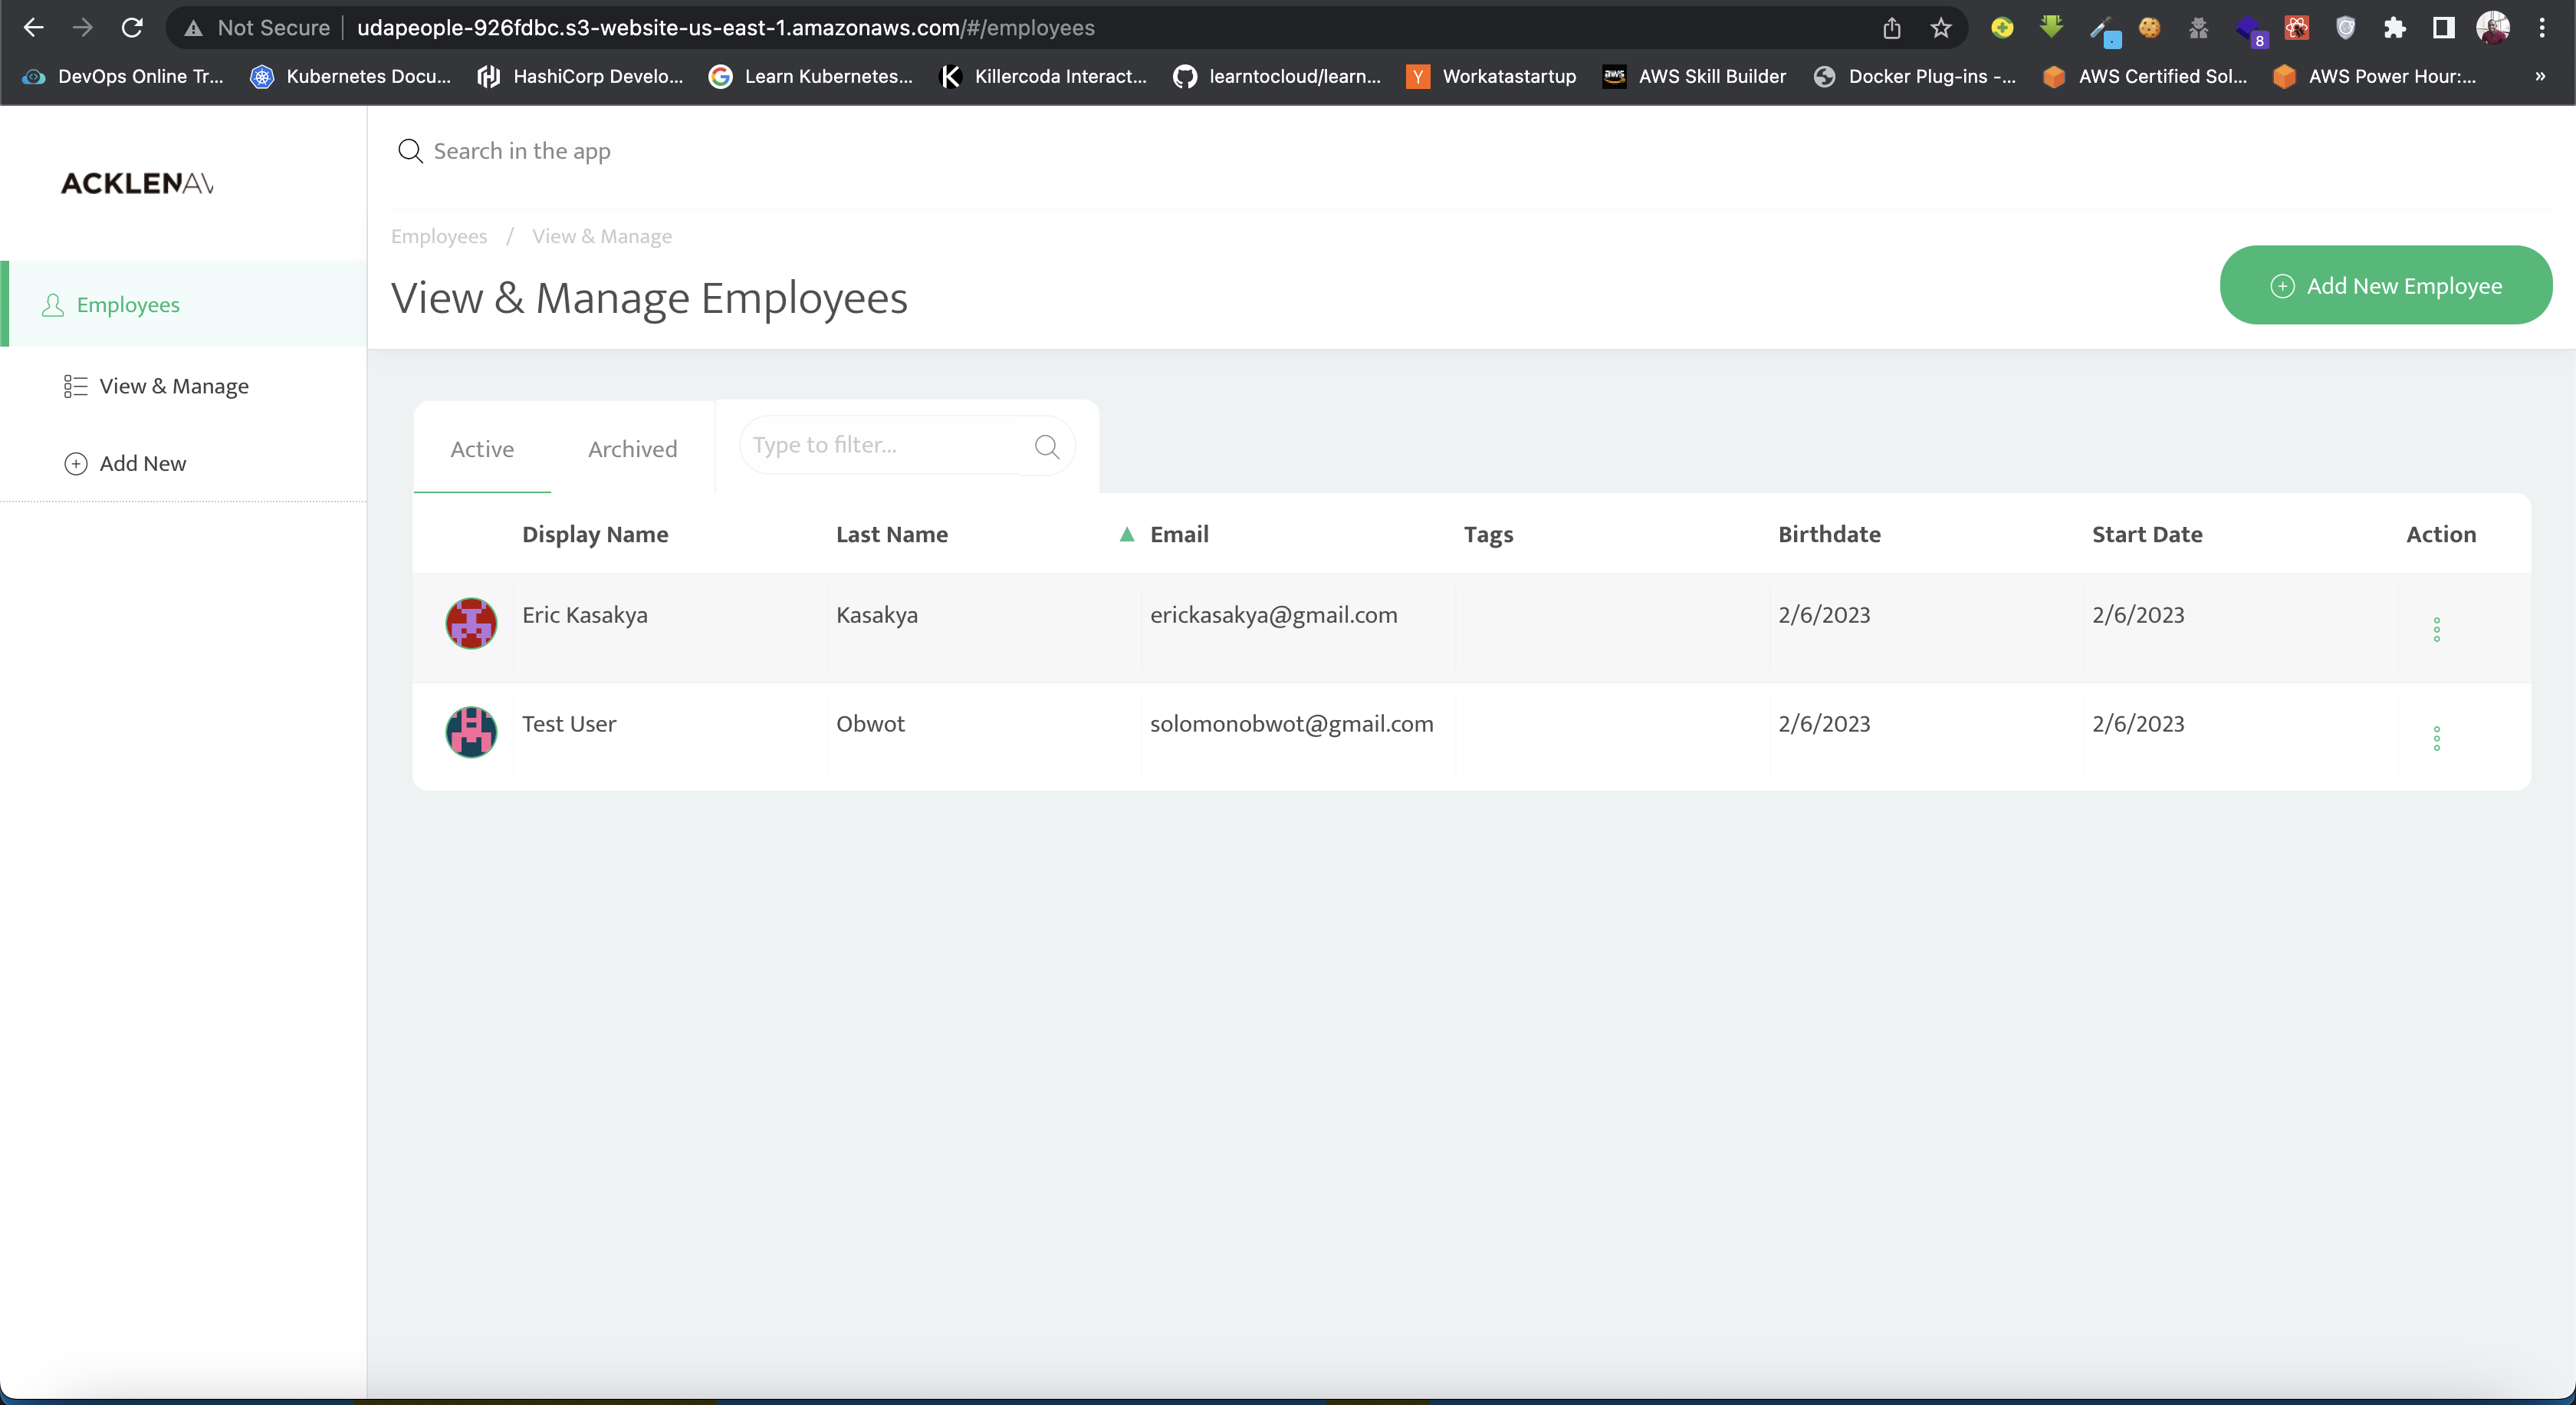 Not Secure udapeople-926fdbc.s3-website-us-east-1.amazonaws.com/#/employees
8
DevOps Online Tr... Kubernetes Docu... HashiCorp Develo... Learn Kubernetes... Killercoda Interact... learntocloud/learn... Workatastartup AWS Skill Builder Docker Plug-ins -... AWS Certified Sol... AWS Power Hour:... »
ACKLENAV
Search in the app
Employees / View & Manage
View & Manage Employees
Add New Employee
Employees
View & Manage
Add New
Active Archived Type to filter...
Display Name Last Name ▲ Email Tags Birthdate Start Date Action
Eric Kasakya Kasakya erickasakya@gmail.com 2/6/2023 2/6/2023
Test User Obwot solomonobwot@gmail.com 2/6/2023 2/6/2023